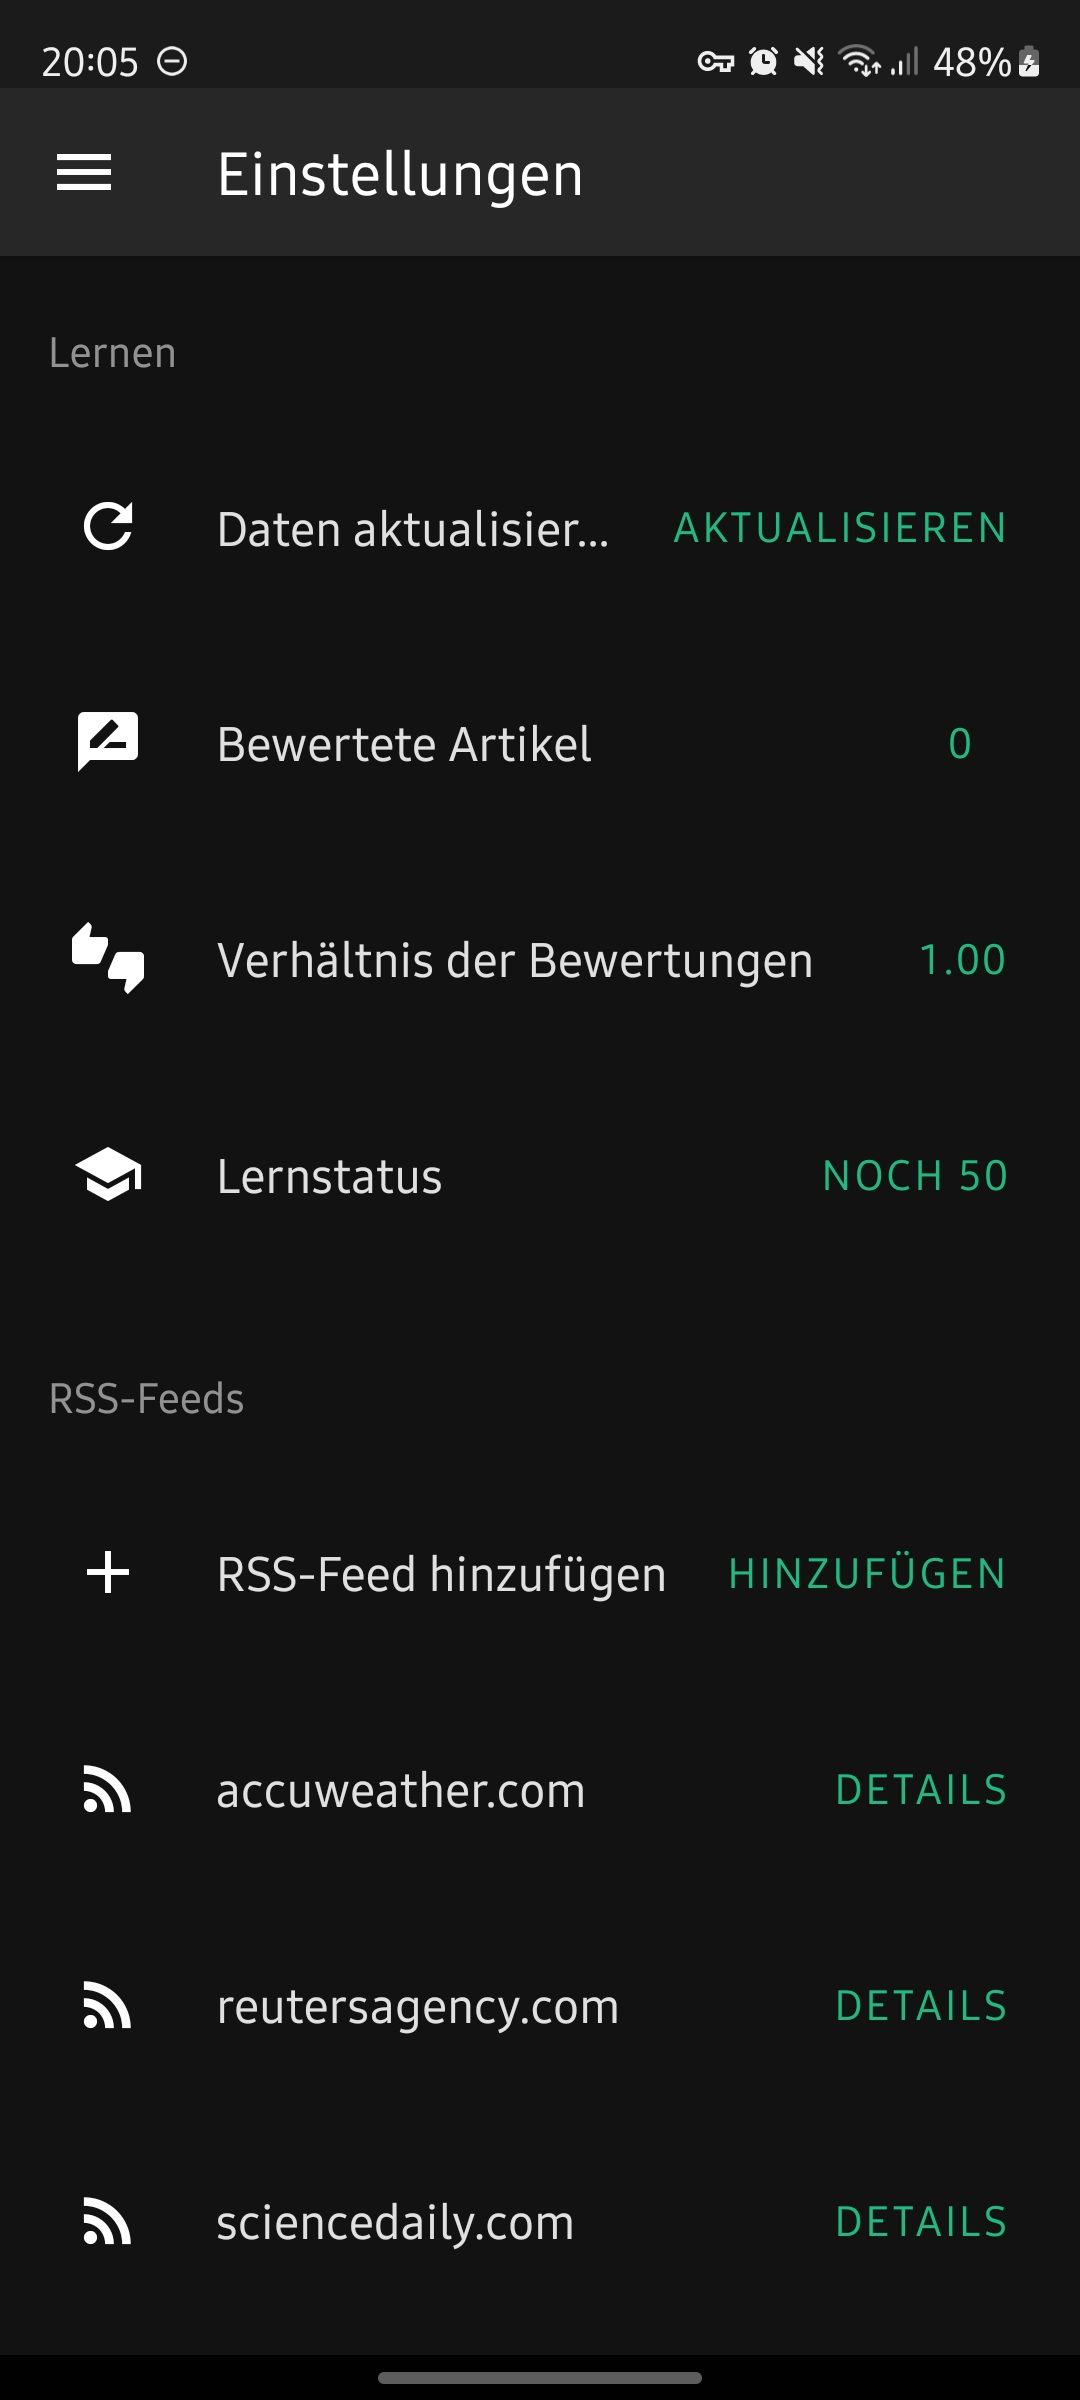 20:05 48%
Einstellungen
Lernen
Daten aktualisier... AKTUALISIEREN
Bewertete Artikel 0
Verhältnis der Bewertungen 1.00
Lernstatus NOCH 50
RSS-Feeds
RSS-Feed hinzufügen HINZUFÜGEN
accuweather.com DETAILS
reutersagency.com DETAILS
sciencedaily.com DETAILS